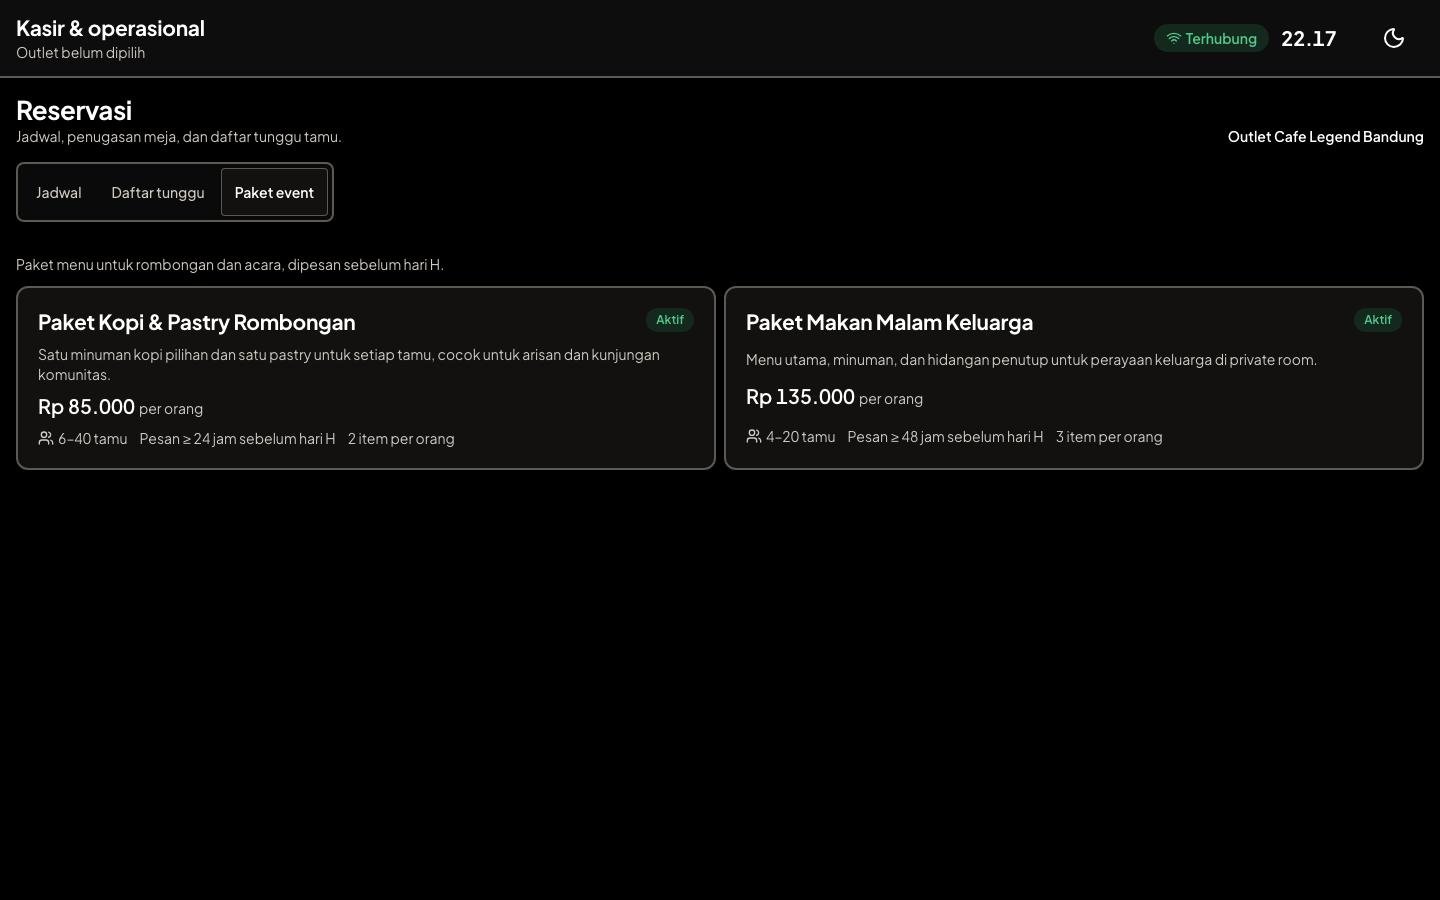 Kasir & operasional
Outlet belum dipilih
Terhubung
22.17
Reservasi
Jadwal, penugasan meja, dan daftar tunggu tamu.
Outlet Cafe Legend Bandung
Jadwal
Daftar tunggu
Paket event
Paket menu untuk rombongan dan acara, dipesan sebelum hari H.
Paket Kopi & Pastry Rombongan
Aktif
Satu minuman kopi pilihan dan satu pastry untuk setiap tamu, cocok untuk arisan dan kunjungan
komunitas.
Rp 85.000 per orang
6–40 tamu Pesan ≥ 24 jam sebelum hari H 2 item per orang
Paket Makan Malam Keluarga
Aktif
Menu utama, minuman, dan hidangan penutup untuk perayaan keluarga di private room.
Rp 135.000 per orang
4–20 tamu Pesan ≥ 48 jam sebelum hari H 3 item per orang